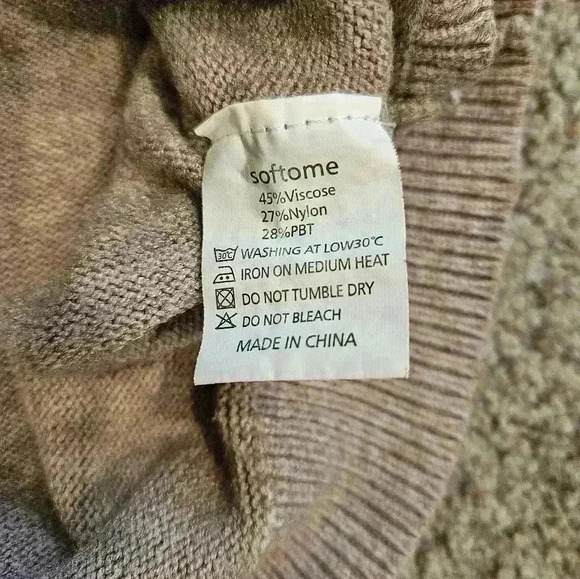 softome
45%Viscose
27%Nylon
28%PBT
30°C WASHING AT LOW30°C
IRON ON MEDIUM HEAT
DO NOT TUMBLE DRY
DO NOT BLEACH
MADE IN CHINA